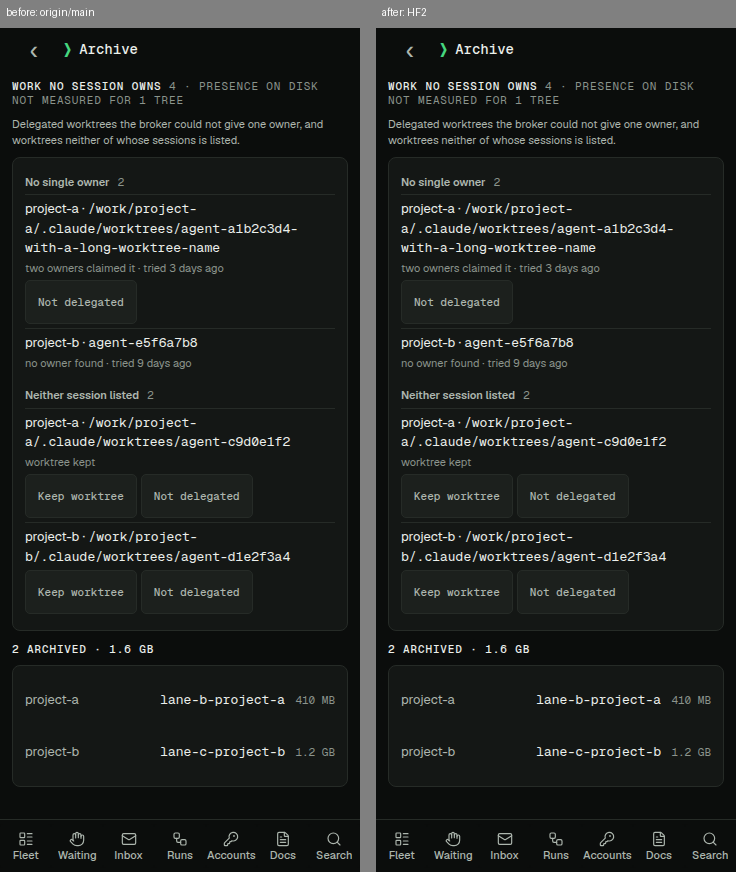 before: origin/main
Archive
WORK NO SESSION OWNS 4 · PRESENCE ON DISK
NOT MEASURED FOR 1 TREE
Delegated worktrees the broker could not give one owner, and
worktrees neither of whose sessions is listed.
No single owner 2
project-a · /work/project-
a/.claude/worktrees/agent-a1b2c3d4-
with-a-long-worktree-name
two owners claimed it · tried 3 days ago
Not delegated
project-b · agent-e5f6a7b8
no owner found · tried 9 days ago
Neither session listed 2
project-a · /work/project-
a/.claude/worktrees/agent-c9d0e1f2
worktree kept
Keep worktree Not delegated
project-b · /work/project-
b/.claude/worktrees/agent-d1e2f3a4
Keep worktree Not delegated
2 ARCHIVED · 1.6 GB
project-a lane-b-project-a 410 MB
project-b lane-c-project-b 1.2 GB
Fleet Waiting Inbox Runs Accounts Docs Search
after: HF2
Archive
WORK NO SESSION OWNS 4 · PRESENCE ON DISK
NOT MEASURED FOR 1 TREE
Delegated worktrees the broker could not give one owner, and
worktrees neither of whose sessions is listed.
No single owner 2
project-a · /work/project-
a/.claude/worktrees/agent-a1b2c3d4-
with-a-long-worktree-name
two owners claimed it · tried 3 days ago
Not delegated
project-b · agent-e5f6a7b8
no owner found · tried 9 days ago
Neither session listed 2
project-a · /work/project-
a/.claude/worktrees/agent-c9d0e1f2
worktree kept
Keep worktree Not delegated
project-b · /work/project-
b/.claude/worktrees/agent-d1e2f3a4
Keep worktree Not delegated
2 ARCHIVED · 1.6 GB
project-a lane-b-project-a 410 MB
project-b lane-c-project-b 1.2 GB
Fleet Waiting Inbox Runs Accounts Docs Search